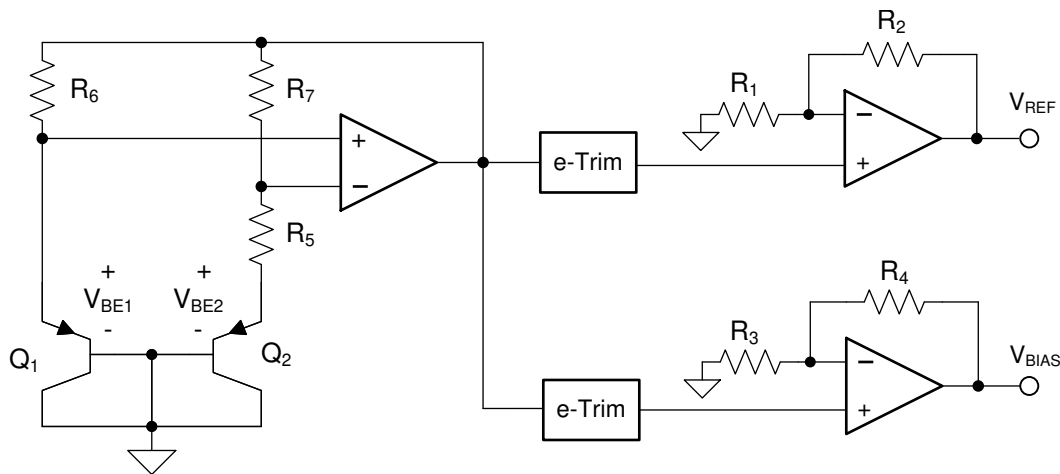 R2
R6
R7
R1
VREF
−
+
+
−
e-Trim
R5
+
+
VBE1
VBE2
-
-
R4
Q1
Q2
R3
VBIAS
−
+
e-Trim